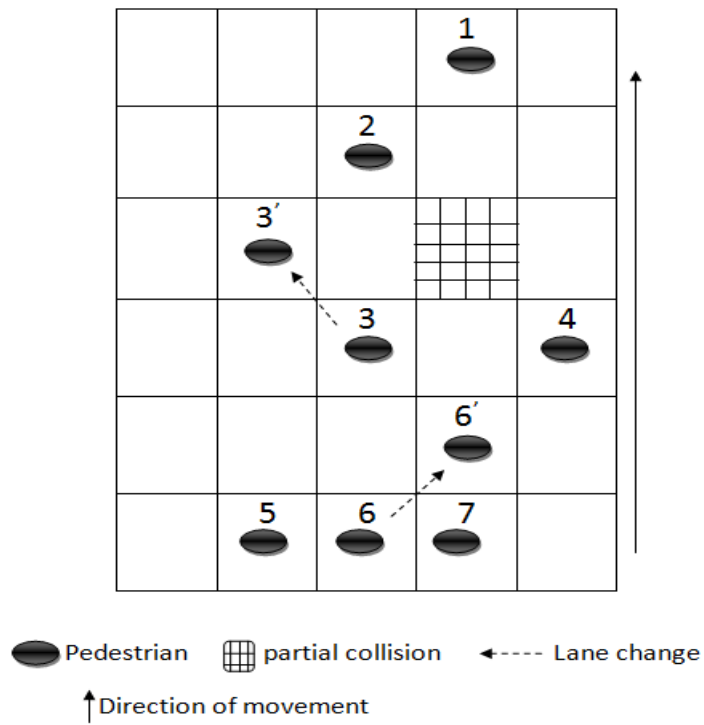 1
2
3′
3 4
6′
5 6 7
Pedestrian partial collision Lane change
Direction of movement